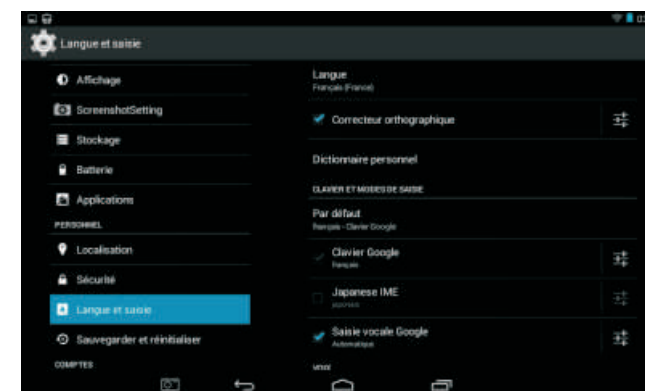 Langue et saisie
Affichage
ScreenshotSetting
Stockage
Batterie
Applications
PERSONNEL
Localisation
Sécurité
Langue et saisie
Sauvegarder et réinitialiser
COMPTES
Langue
Français (France)
Correcteur orthographique
Dictionnaire personnel
CLAVIER ET MODES DE SAISIE
Par défaut
Français - Clavier Google
Clavier Google
Français
Japanese IME
Saisie vocale Google
Automatique